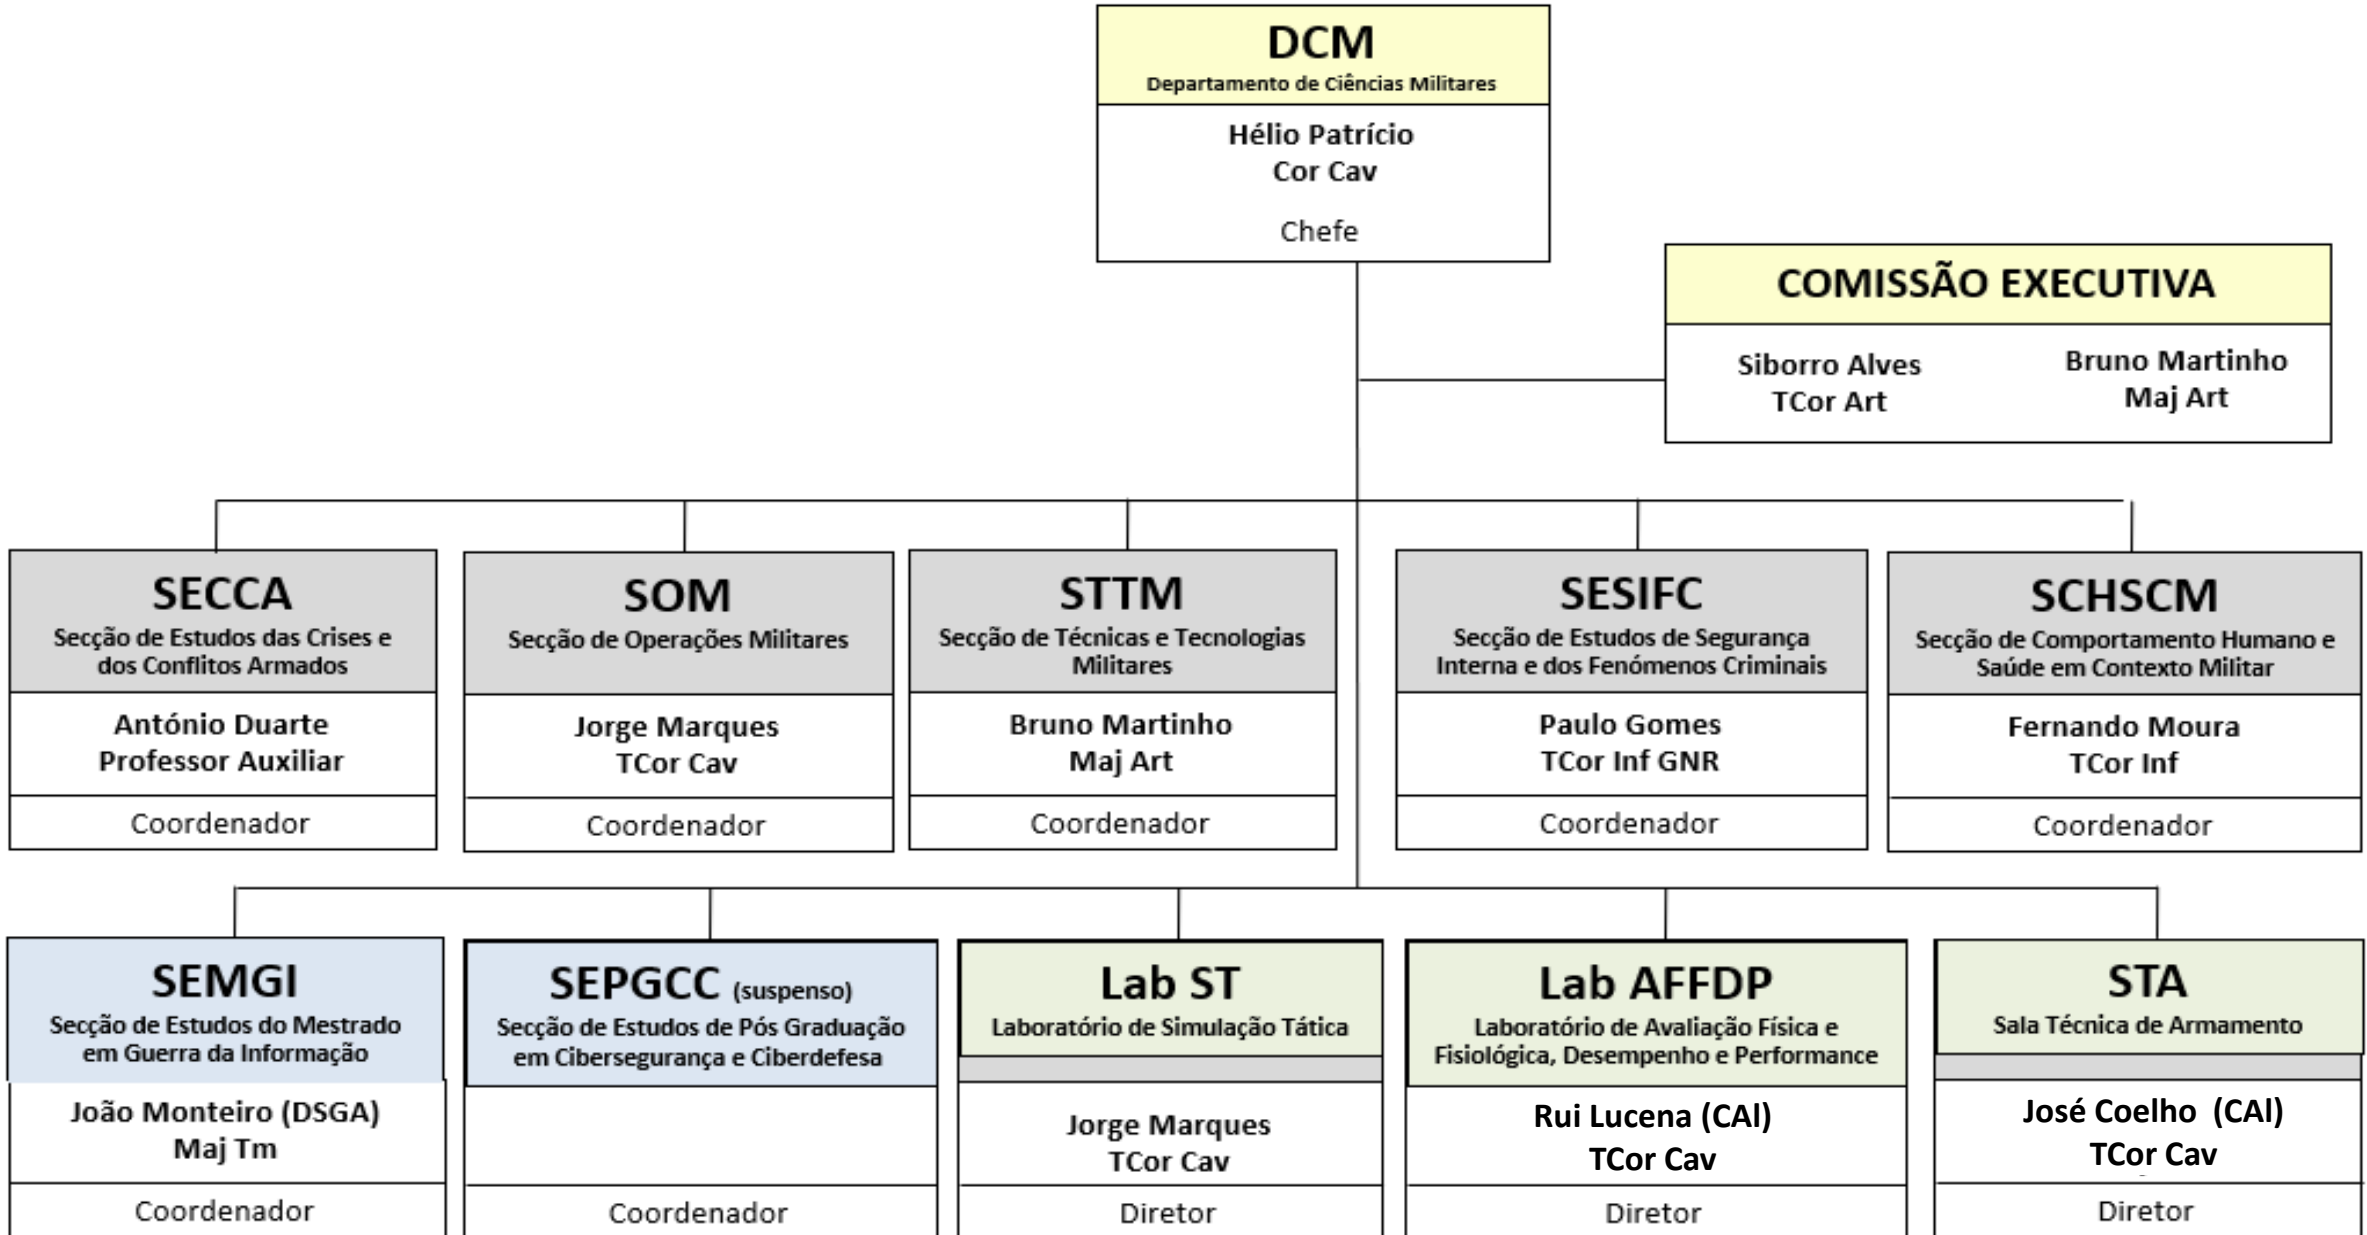 DCM
Departamento de Ciências Militares
Hélio Patrício
Cor Cav
Chefe
COMISSÃO EXECUTIVA
Siborro Alves
TCor Art
Bruno Martinho
Maj Art
SECCA
Secção de Estudos das Crises e
dos Conflitos Armados
António Duarte
Professor Auxiliar
Coordenador
SOM
Secção de Operações Militares
Jorge Marques
TCor Cav
Coordenador
STTM
Secção de Técnicas e Tecnologias
Militares
Bruno Martinho
Maj Art
Coordenador
SESIFC
Secção de Estudos de Segurança
Interna e dos Fenómenos Criminais
Paulo Gomes
TCor Inf GNR
Coordenador
SCHSCM
Secção de Comportamento Humano e
Saúde em Contexto Militar
Fernando Moura
TCor Inf
Coordenador
SEMGI
Secção de Estudos do Mestrado
em Guerra da Informação
João Monteiro (DSGA)
Maj Tm
Coordenador
SEPGCC (suspenso)
Secção de Estudos de Pós Graduação
em Cibersegurança e Ciberdefesa
Coordenador
Lab ST
Laboratório de Simulação Tática
Jorge Marques
TCor Cav
Diretor
Lab AFFDP
Laboratório de Avaliação Física e
Fisiológica, Desempenho e Performance
Rui Lucena (CAl)
TCor Cav
Diretor
STA
Sala Técnica de Armamento
José Coelho (CAl)
TCor Cav
Diretor